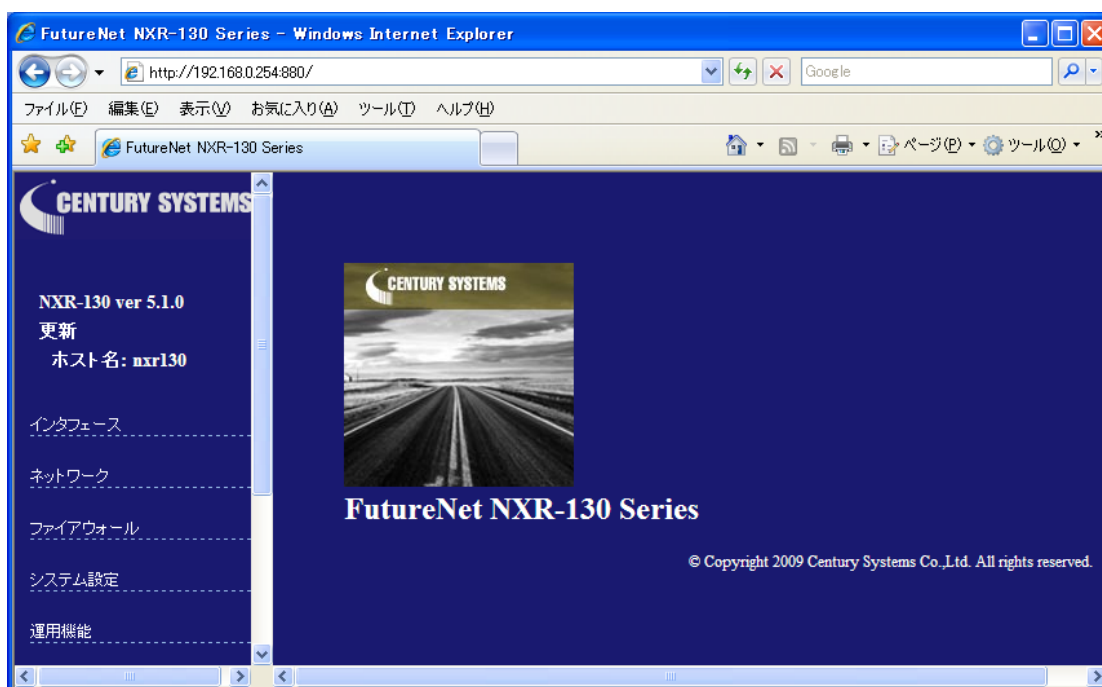 FutureNet NXR-130 Series - Windows Internet Explorer
http://192.168.0.254:880/
Google
ファイル(F) 編集(E) 表示(V) お気に入り(A) ツール(T) ヘルプ(H)
FutureNet NXR-130 Series
ページ(P) ツール(O)
CENTURY SYSTEMS
NXR-130 ver 5.1.0
更新
ホスト名: nxr130
インタフェース
ネットワーク
ファイアウォール
システム設定
運用機能
CENTURY SYSTEMS
FutureNet NXR-130 Series
© Copyright 2009 Century Systems Co.,Ltd. All rights reserved.